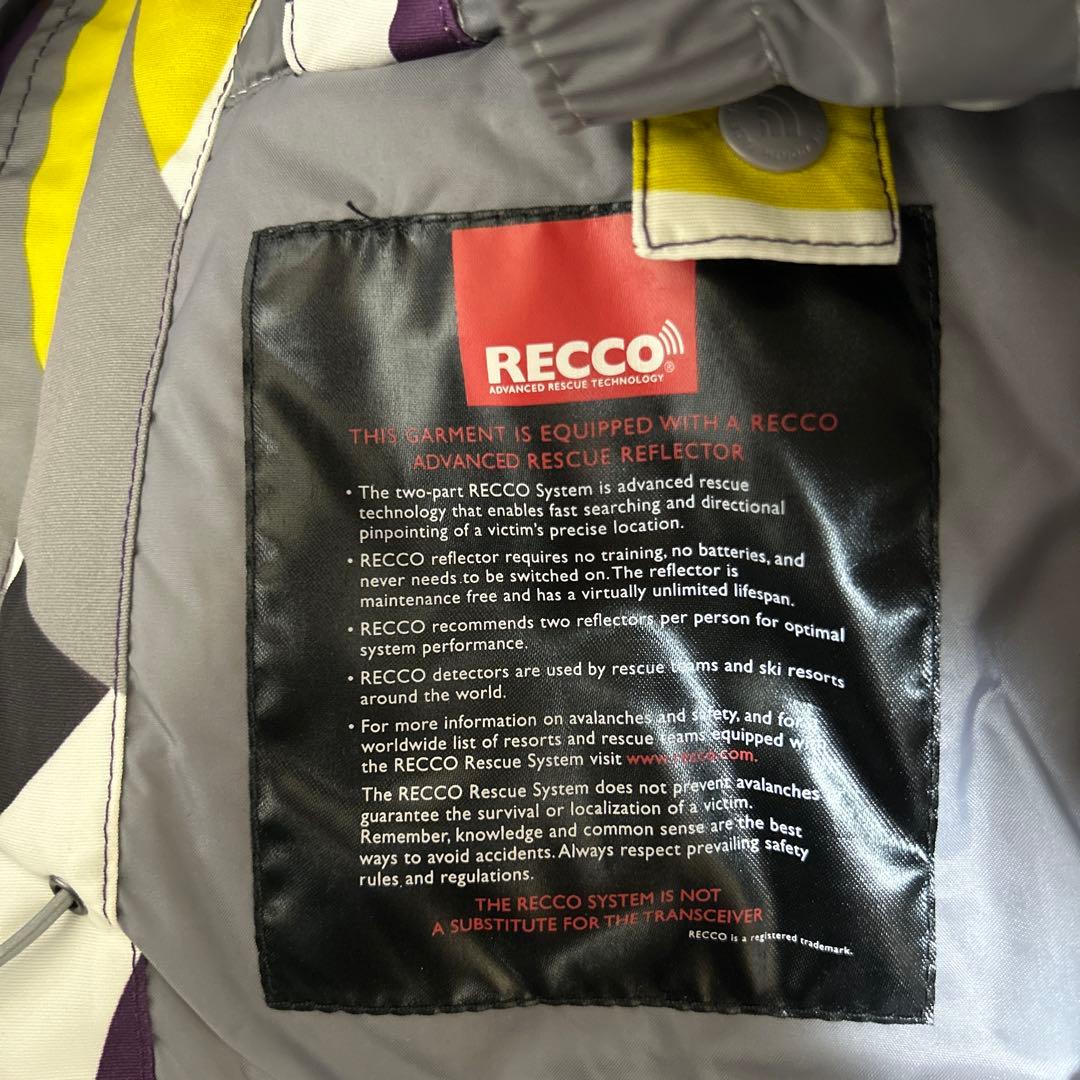 RECCO®
ADVANCED RESCUE TECHNOLOGY
THIS GARMENT IS EQUIPPED WITH A RECCO
ADVANCED RESCUE REFLECTOR
• The two-part RECCO System is advanced rescue
technology that enables fast searching and directional
pinpointing of a victim's precise location.
• RECCO reflector requires no training, no batteries, and
never needs to be switched on. The reflector is
maintenance free and has a virtually unlimited lifespan.
• RECCO recommends two reflectors per person for optimal
system performance.
• RECCO detectors are used by rescue teams and ski resorts
around the world.
• For more information on avalanches and safety, and for
worldwide list of resorts and rescue teams equipped with
the RECCO Rescue System visit www.recco.com.
The RECCO Rescue System does not prevent avalanches
guarantee the survival or localization of a victim.
Remember, knowledge and common sense are the best
ways to avoid accidents. Always respect prevailing safety
rules and regulations.
THE RECCO SYSTEM IS NOT
A SUBSTITUTE FOR THE TRANSCEIVER
RECCO is a registered trademark.